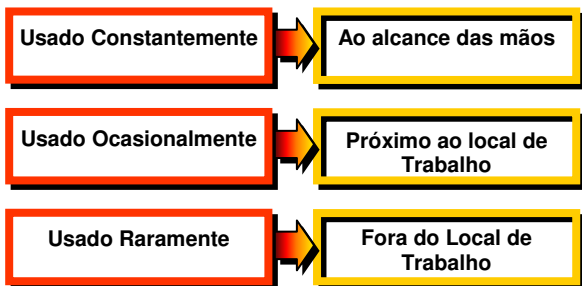 Usado Constantemente
Ao alcance das mãos
Usado Ocasionalmente
Próximo ao local de
Trabalho
Usado Raramente
Fora do Local de
Trabalho